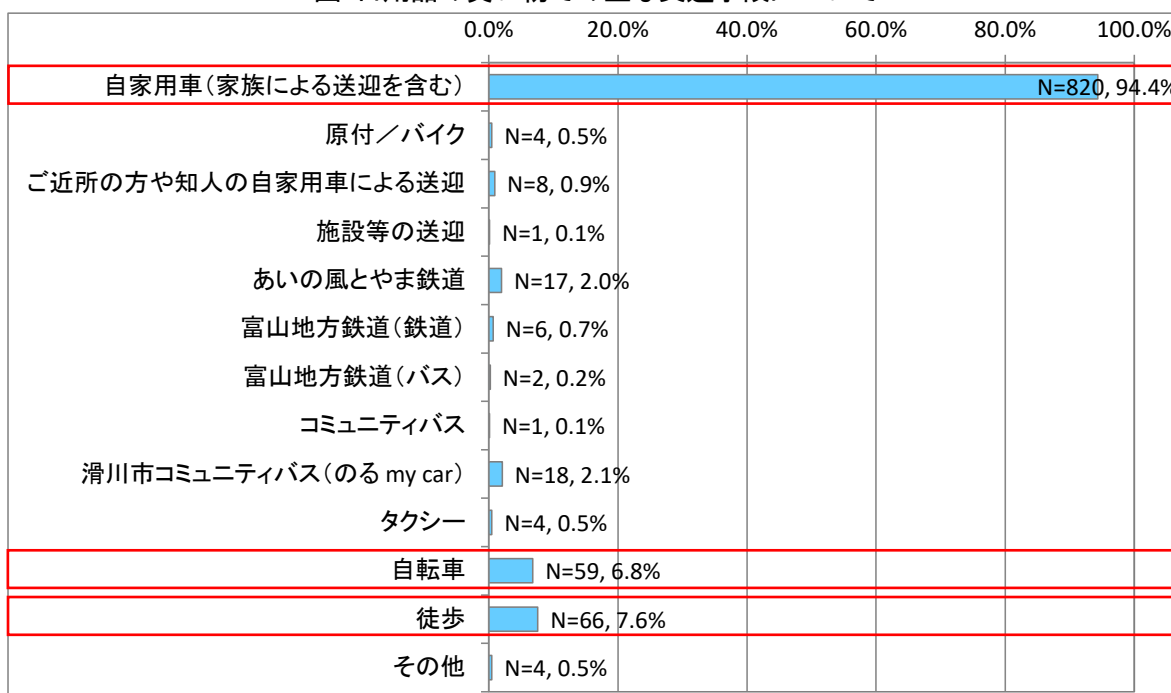 0.0% 20.0% 40.0% 60.0% 80.0% 100.0%
自家用車（家族による送迎を含む） N=820, 94.4%
原付／バイク N=4, 0.5%
ご近所の方や知人の自家用車による送迎 N=8, 0.9%
施設等の送迎 N=1, 0.1%
あいの風とやま鉄道 N=17, 2.0%
富山地方鉄道（鉄道） N=6, 0.7%
富山地方鉄道（バス） N=2, 0.2%
コミュニティバス N=1, 0.1%
滑川市コミュニティバス（のる my car） N=18, 2.1%
タクシー N=4, 0.5%
自転車 N=59, 6.8%
徒歩 N=66, 7.6%
その他 N=4, 0.5%